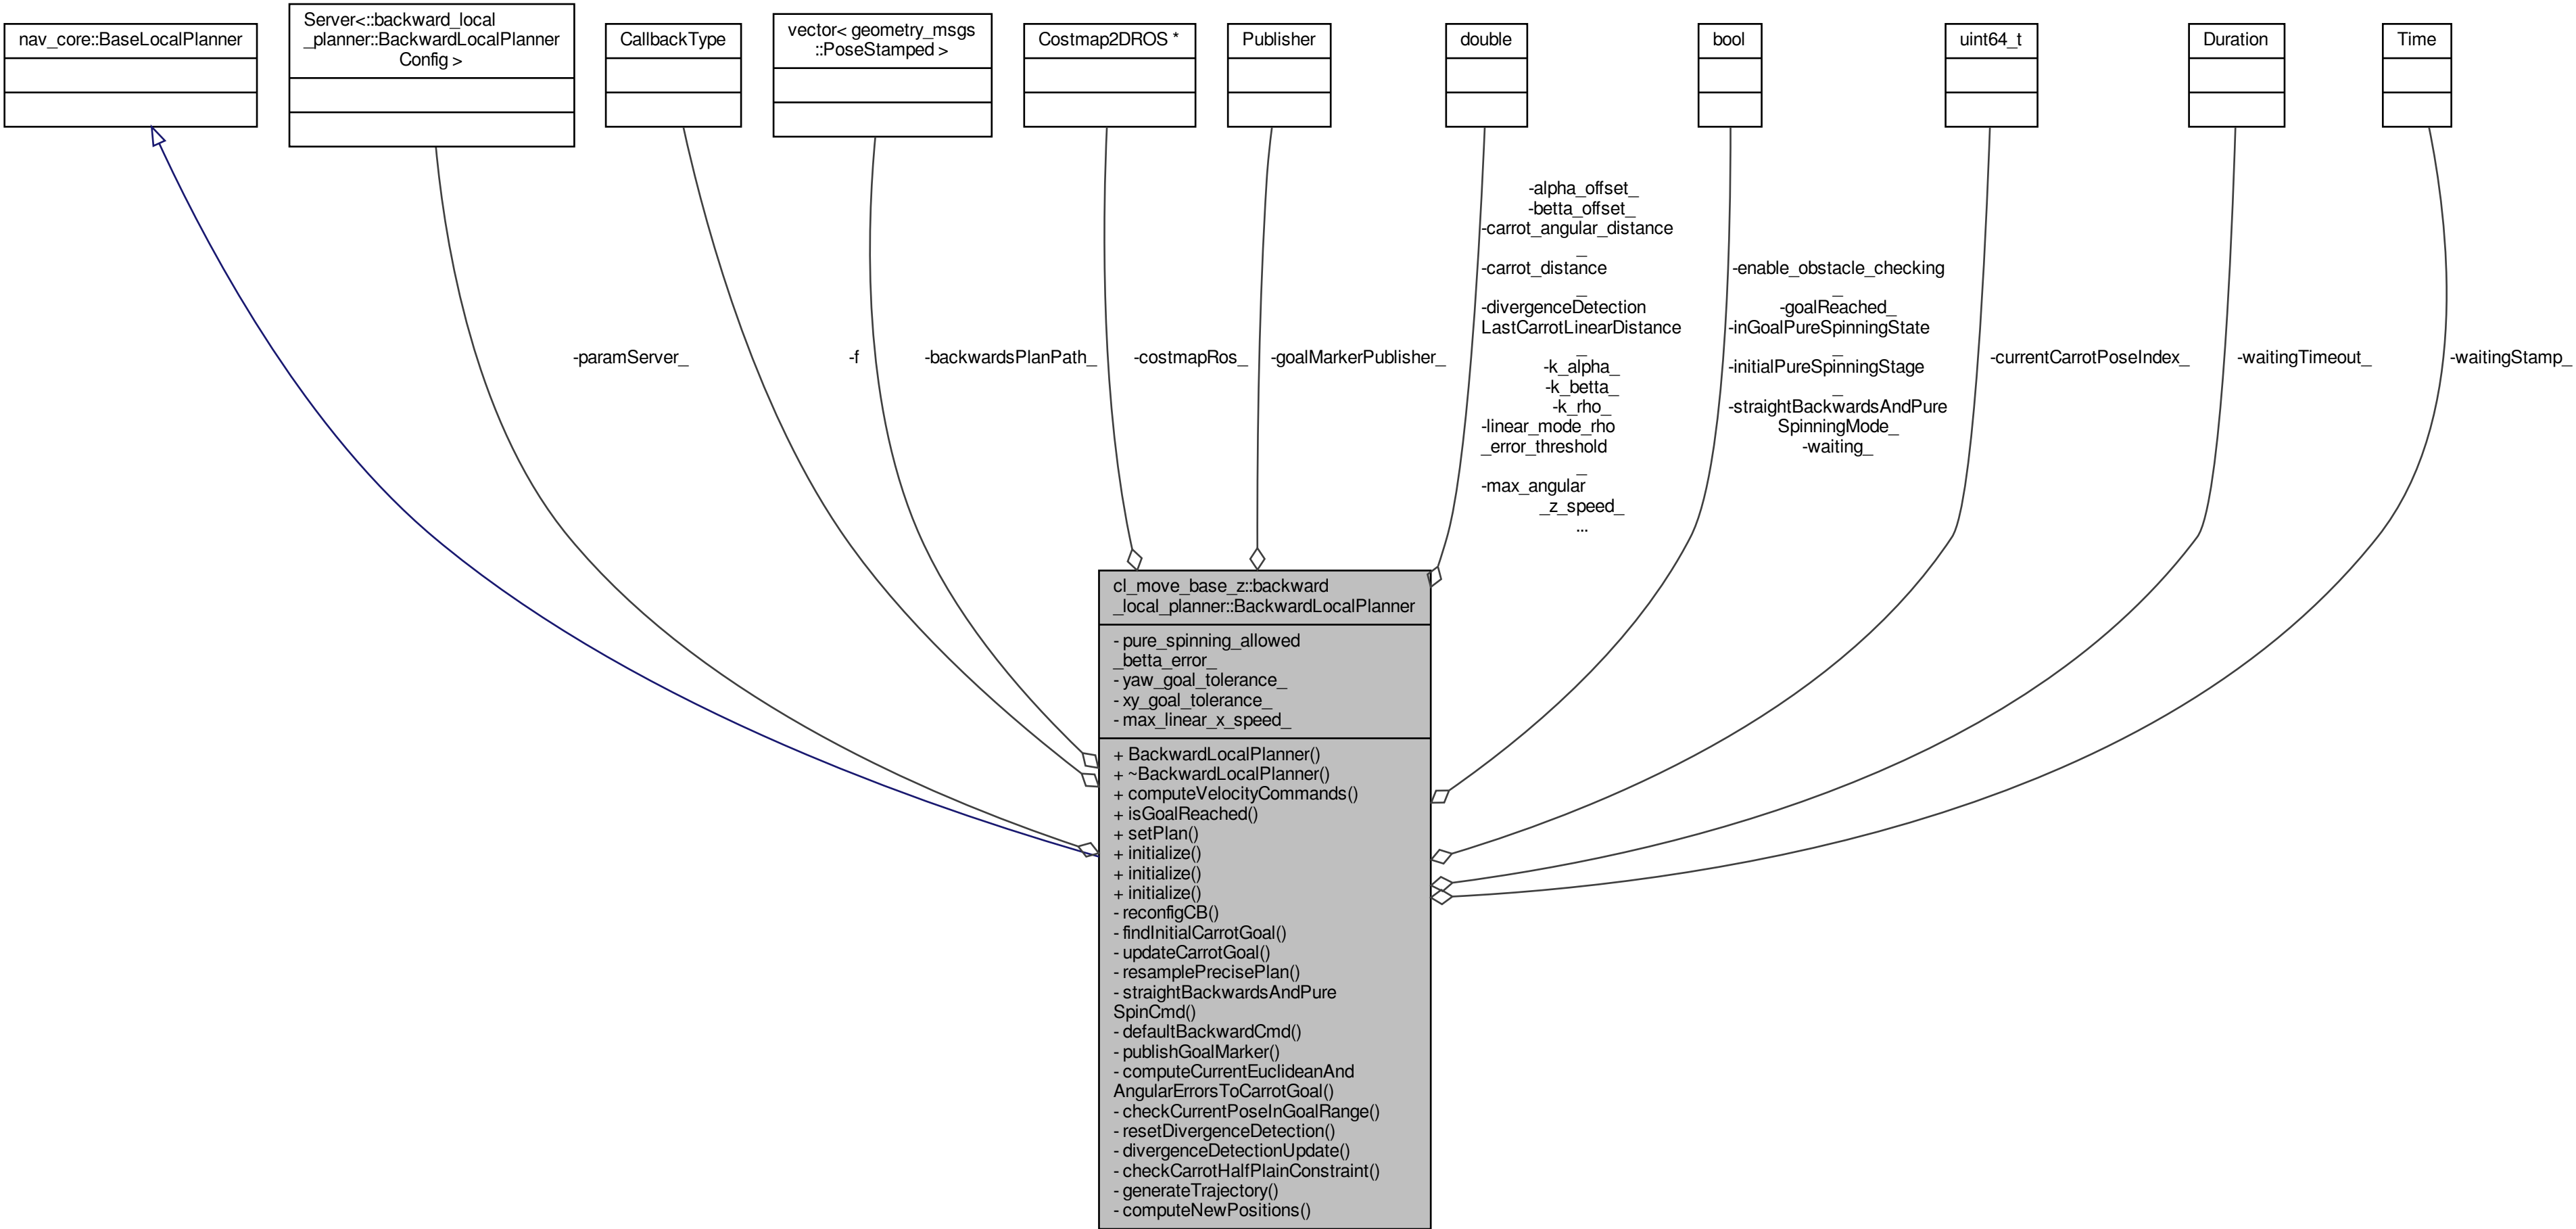 nav_core::BaseLocalPlanner
Server<::backward_local
_planner::BackwardLocalPlanner
Config >
CallbackType
vector< geometry_msgs
::PoseStamped >
Costmap2DROS *
Publisher
double
bool
uint64_t
Duration
Time
-paramServer_
-f
-backwardsPlanPath_
-costmapRos_
-goalMarkerPublisher_
-alpha_offset_
-betta_offset_
-carrot_angular_distance
_
-carrot_distance
_
-divergenceDetection
LastCarrotLinearDistance
_
-k_alpha_
-k_betta_
-k_rho_
-linear_mode_rho
_error_threshold
_
-max_angular
_z_speed_
...
-enable_obstacle_checking
_
-goalReached_
-inGoalPureSpinningState
_
-initialPureSpinningStage
_
-straightBackwardsAndPure
SpinningMode_
-waiting_
-currentCarrotPoseIndex_
-waitingTimeout_
-waitingStamp_
cl_move_base_z::backward
_local_planner::BackwardLocalPlanner
- pure_spinning_allowed
_betta_error_
- yaw_goal_tolerance_
- xy_goal_tolerance_
- max_linear_x_speed_
+ BackwardLocalPlanner()
+ ~BackwardLocalPlanner()
+ computeVelocityCommands()
+ isGoalReached()
+ setPlan()
+ initialize()
+ initialize()
+ initialize()
- reconfigCB()
- findInitialCarrotGoal()
- updateCarrotGoal()
- resamplePrecisePlan()
- straightBackwardsAndPure
SpinCmd()
- defaultBackwardCmd()
- publishGoalMarker()
- computeCurrentEuclideanAnd
AngularErrorsToCarrotGoal()
- checkCurrentPoseInGoalRange()
- resetDivergenceDetection()
- divergenceDetectionUpdate()
- checkCarrotHalfPlainConstraint()
- generateTrajectory()
- computeNewPositions()